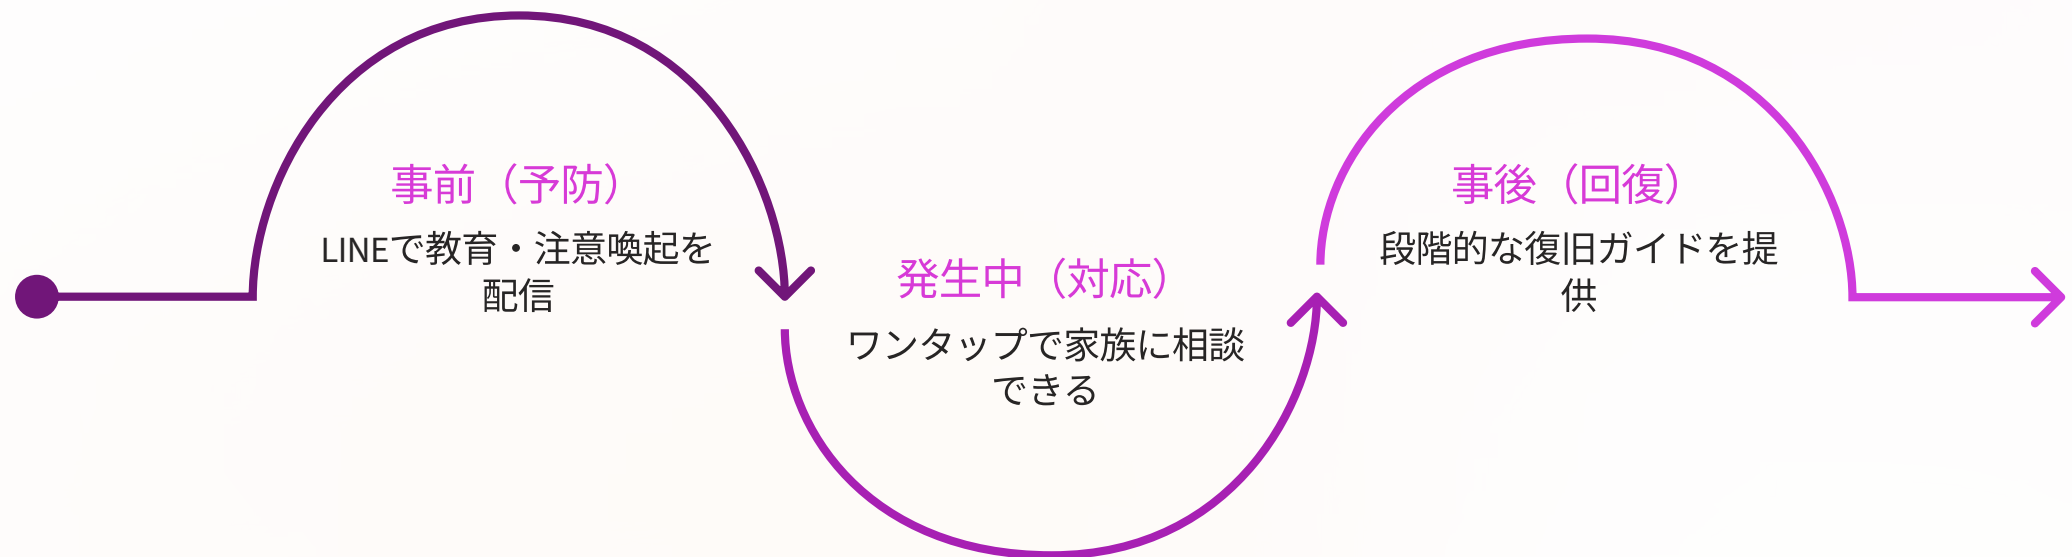 事前（予防）
LINEで教育・注意喚起を
配信
発生中（対応）
ワンタップで家族に相談
できる
事後（回復）
段階的な復旧ガイドを提
供